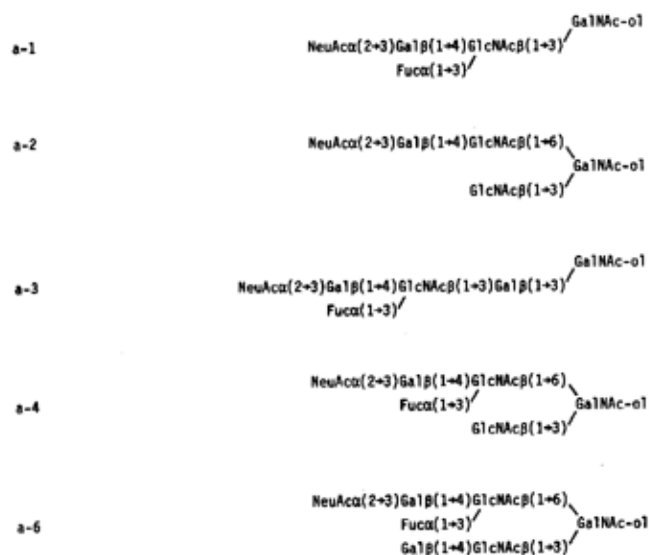 GalNAc-ol
a-1 NeuAcα(2→3)Galβ(1→4)GlcNAcβ(1→3)
Fucα(1→3)
a-2 NeuAcα(2→3)Galβ(1→4)GlcNAcβ(1→6)
GalNAc-ol
GlcNAcβ(1→3)
GalNAc-ol
a-3 NeuAcα(2→3)Galβ(1→4)GlcNAcβ(1→3)Galβ(1→3)
Fucα(1→3)
NeuAcα(2→3)Galβ(1→4)GlcNAcβ(1→6)
a-4 Fucα(1→3) GalNAc-ol
GlcNAcβ(1→3)
NeuAcα(2→3)Galβ(1→4)GlcNAcβ(1→6)
a-6 Fucα(1→3) GalNAc-ol
Galβ(1→4)GlcNAcβ(1→3)